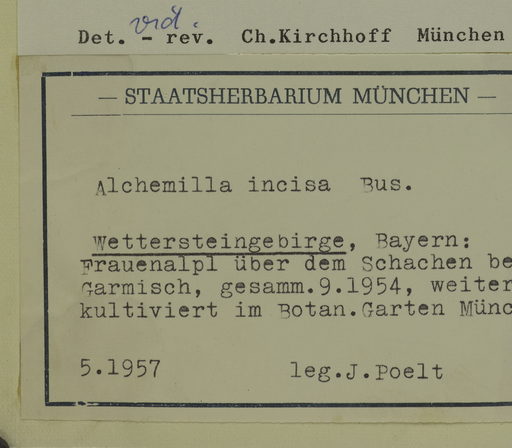 vid.
Det. - rev. Ch.Kirchhoff München
— STAATSHERBARIUM MÜNCHEN —
Alchemilla incisa Bus.
Wettersteingebirge, Bayern:
Frauenalpl über dem Schachen be
Garmisch, gesamm.9.1954, weiter
kultiviert im Botan.Garten Münc
5.1957 leg.J.Poelt